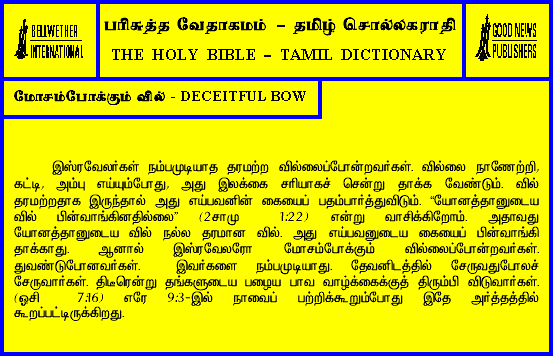 BELLWETHER
INTERNATIONAL
பரிசுத்த வேதாகமம் – தமிழ் சொல்லகராதி
THE HOLY BIBLE – TAMIL DICTIONARY
GOOD NEWS
PUBLISHERS
மோசம்போக்கும் வில் - DECEITFUL BOW
இஸ்ரவேலர்கள் நம்பமுடியாத தரமற்ற வில்லைப்போன்றவர்கள். வில்லை நாணேற்றி,
கட்டி, அம்பு எய்யும்போது, அது இலக்கை சரியாகச் சென்று தாக்க வேண்டும். வில்
தரமற்றதாக இருந்தால் அது எய்பவனின் கையைப் பதம்பார்த்துவிடும். “யோனத்தானுடைய
வில் பின்வாங்கினதில்லை” (2சாமு 1:22) என்று வாசிக்கிறோம். அதாவது
யோனத்தானுடைய வில் நல்ல தரமான வில். அது எய்பவனுடைய கையைப் பின்வாங்கி
தாக்காது. ஆனால் இஸ்ரவேலரோ மோசம்போக்கும் வில்லைப்போன்றவர்கள்.
துவண்டுபோனவர்கள். இவர்களை நம்பமுடியாது. தேவனிடத்தில் சேருவதுபோலச்
சேருவார்கள். திடீரென்று தங்களுடைய பழைய பாவ வாழ்க்கைக்குத் திரும்பி விடுவார்கள்.
(ஓசி 7:16) எரே 9:3-இல் நாவைப் பற்றிக்கூறும்போது இதே அர்த்தத்தில்
கூறப்பட்டிருக்கிறது.